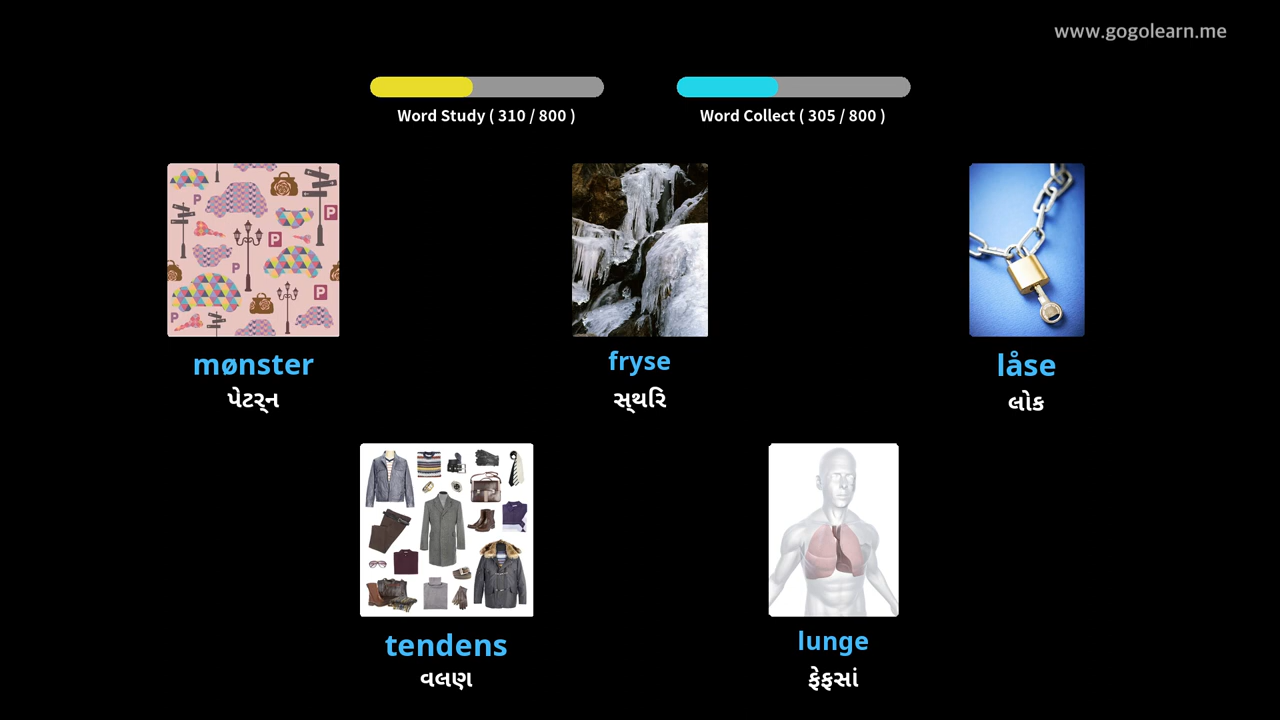 www.gogolearn.me
Word Study ( 310 / 800 )
Word Collect ( 305 / 800 )
P
P
P
P
P
P
mønster
પેટર્ન
fryse
સ્થિર
låse
લોક
tendens
વલણ
lunge
ફેફસાં